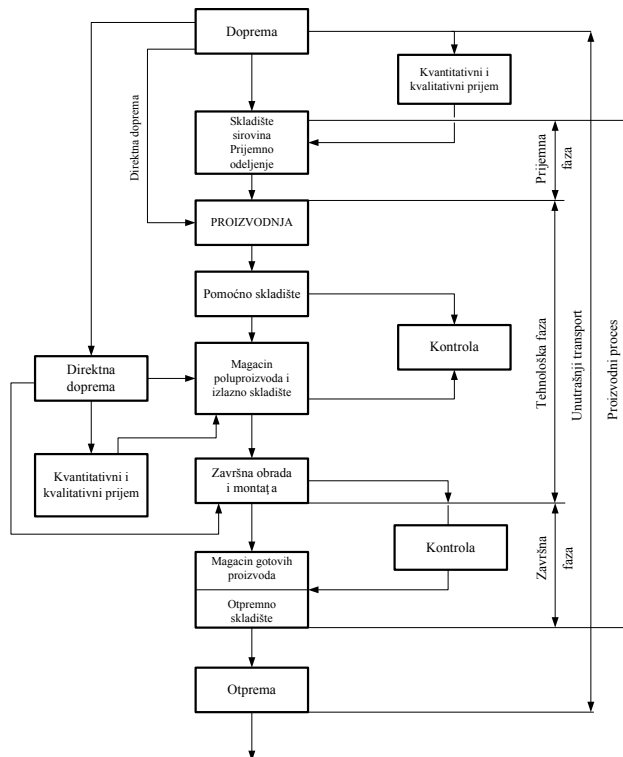 Doprema
Kvantitativni i
kvalitativni prijem
Direktna doprema
Skladište
sirovina
Prijemno
odeljenje
Prijemna
faza
PROIZVODNJA
Pomoćno skladište
Kontrola
Tehnološka faza
Unutrašnji transport
Proizvodni proces
Direktna
doprema
Magacin
poluproizvoda i
izlazno skladište
Kvantitativni i
kvalitativni prijem
Završna obrada
i montaţa
Kontrola
Završna
faza
Magacin gotovih
proizvoda
Otpremno
skladište
Otprema